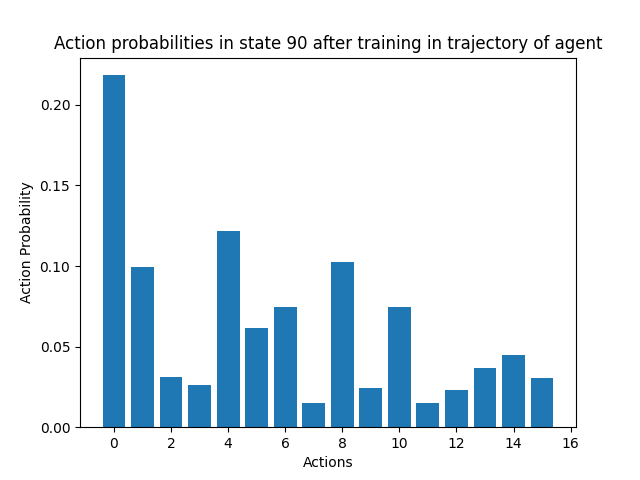 Action probabilities in state 90 after training in trajectory of agent
0.20
0.15
0.10
0.05
0.00
Action Probability
0 2 4 6 8 10 12 14 16
Actions